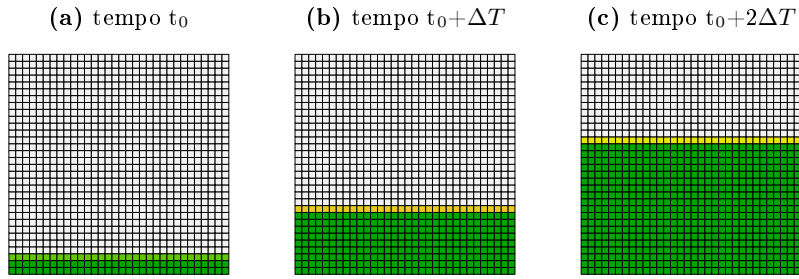 (a) tempo t₀
(b) tempo t₀+ΔT
(c) tempo t₀+2ΔT